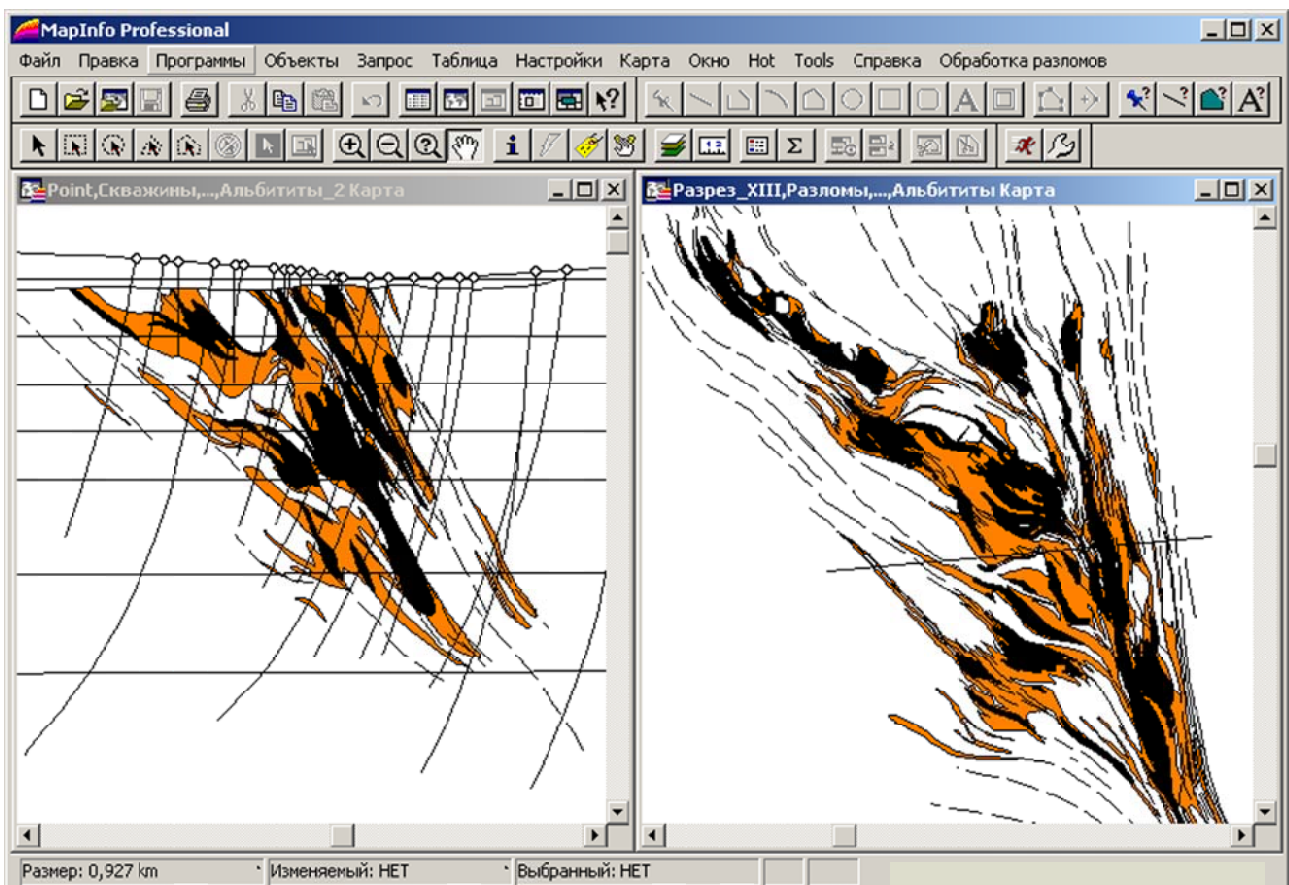 MapInfo Professional
Файл Правка Программы Объекты Запрос Таблица Настройки Карта Окно Hot Tools Справка Обработка разломов
Point,Скважины,...,Альбититы_2 Карта
Разрез_XIII,Разломы,...,Альбититы Карта
Размер: 0,927 km Изменяемый: НЕТ Выбранный: НЕТ